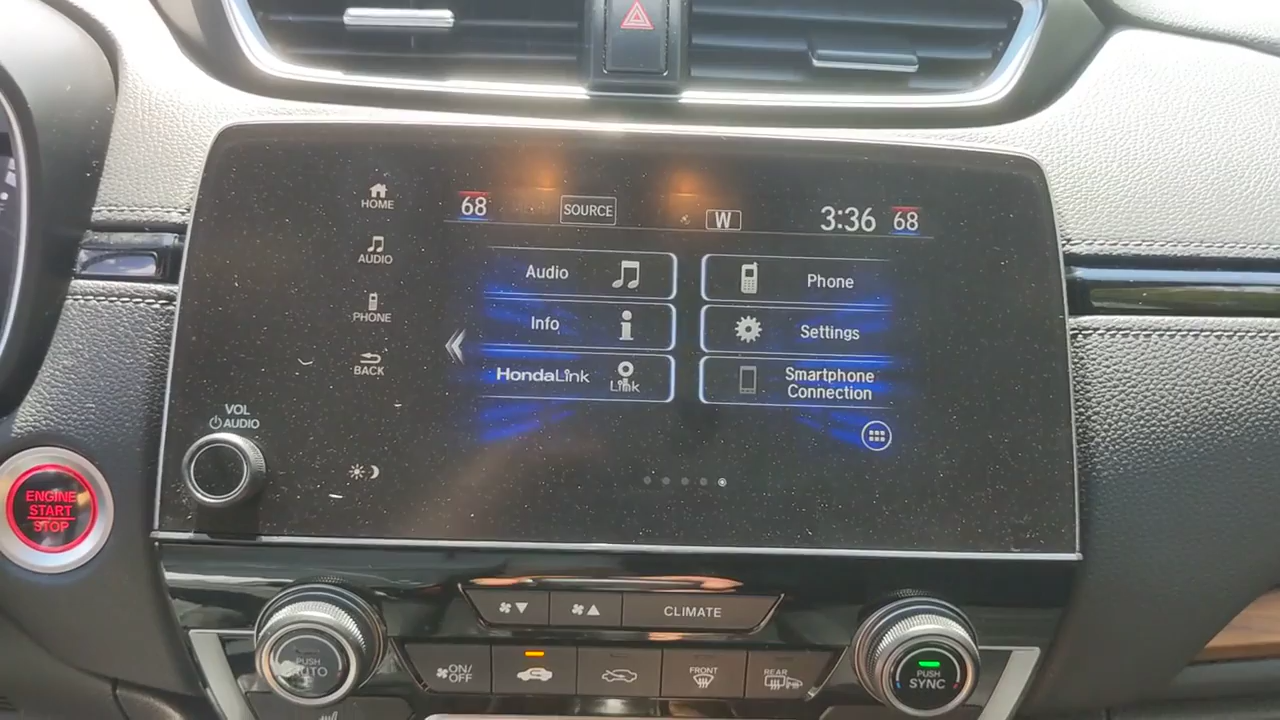 HOME
68
SOURCE
W
3:36
68
AUDIO
Audio
Phone
PHONE
Info
Settings
BACK
HondaLink
Link
Smartphone
Connection
VOL
AUDIO
ENGINE
START
STOP
CLIMATE
PUSH
AUTO
ON/
OFF
FRONT
REAR
PUSH
SYNC